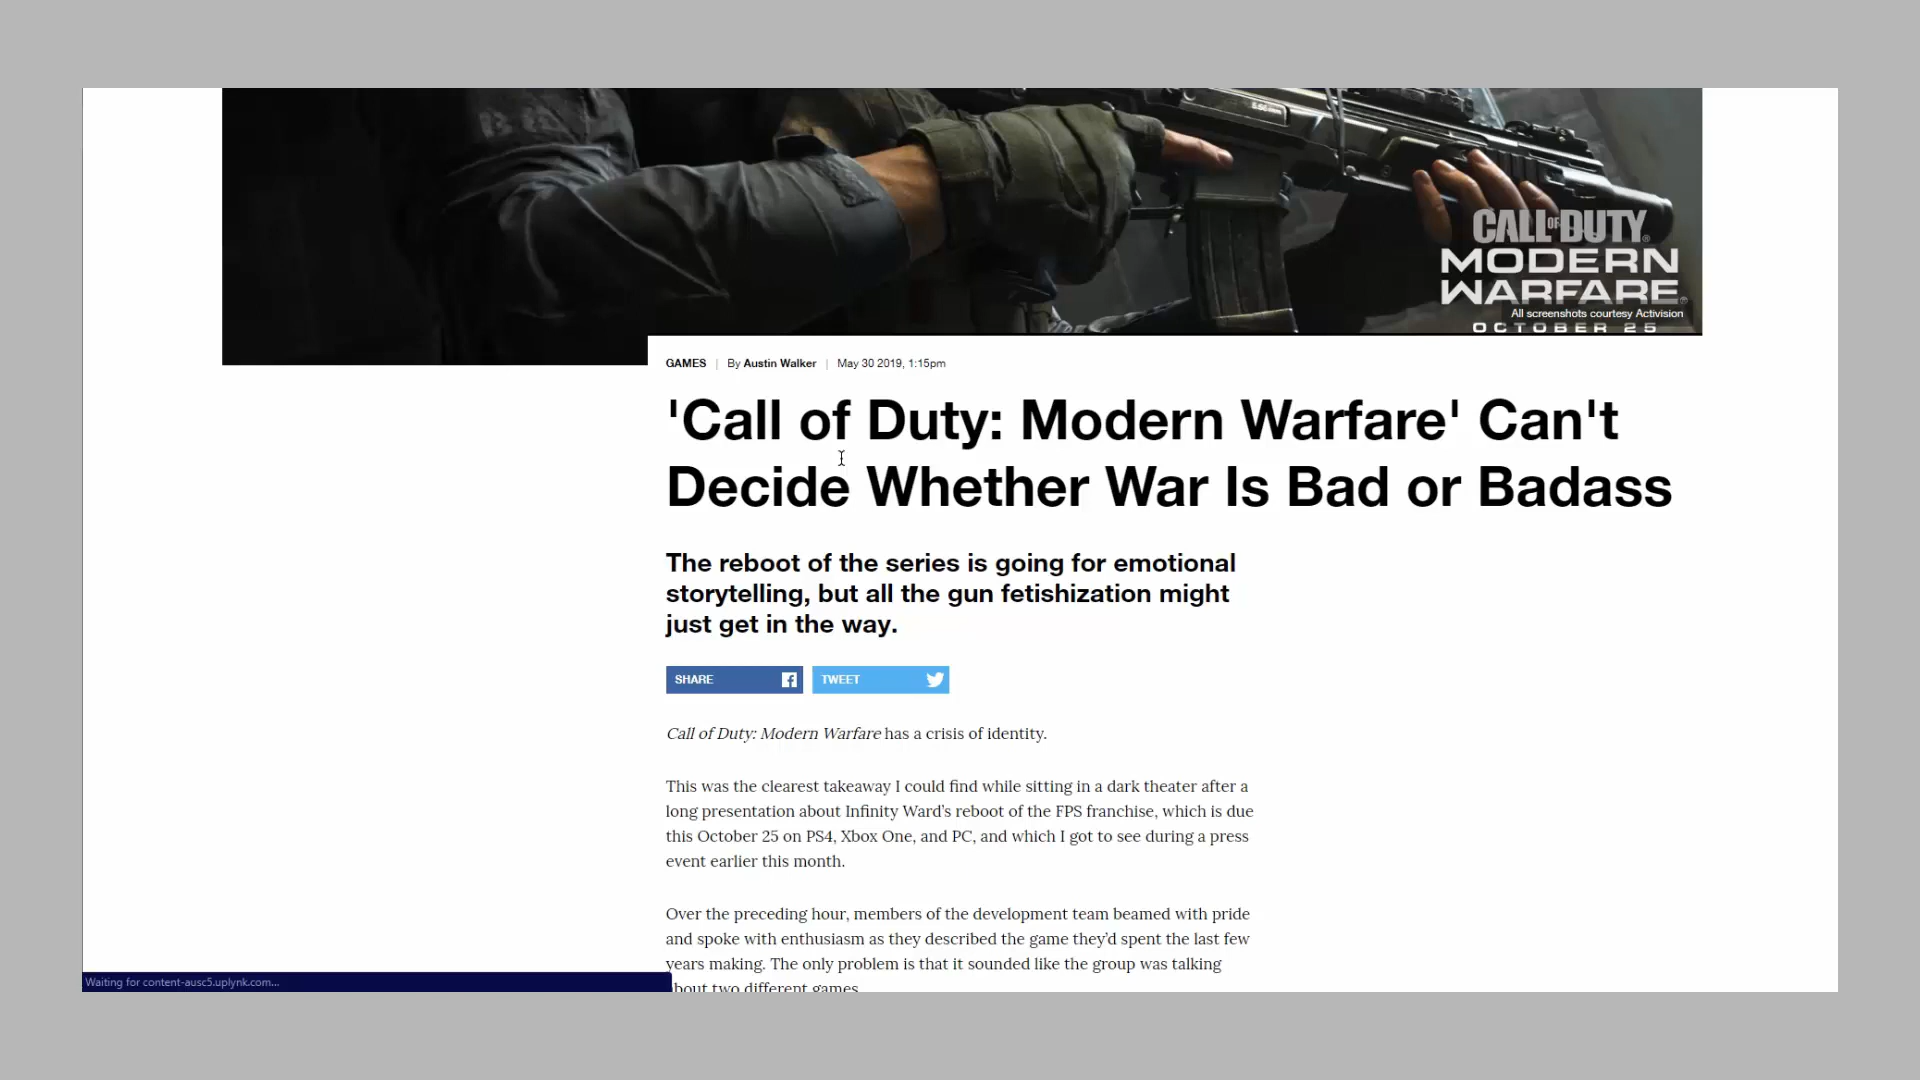 CALL OF DUTY
MODERN
WARFARE
All screenshots courtesy Activision
OCTOBER 25
GAMES | By Austin Walker | May 30 2019, 1:15pm
'Call of Duty: Modern Warfare' Can't
Decide Whether War Is Bad or Badass
The reboot of the series is going for emotional
storytelling, but all the gun fetishization might
just get in the way.
SHARE
TWEET
Call of Duty: Modern Warfare has a crisis of identity.
This was the clearest takeaway I could find while sitting in a dark theater after a
long presentation about Infinity Ward’s reboot of the FPS franchise, which is due
this October 25 on PS4, Xbox One, and PC, and which I got to see during a press
event earlier this month.
Over the preceding hour, members of the development team beamed with pride
and spoke with enthusiasm as they described the game they’d spent the last few
years making. The only problem is that it sounded like the group was talking
about two different games.
Waiting for content-ausc5.uplynk.com...